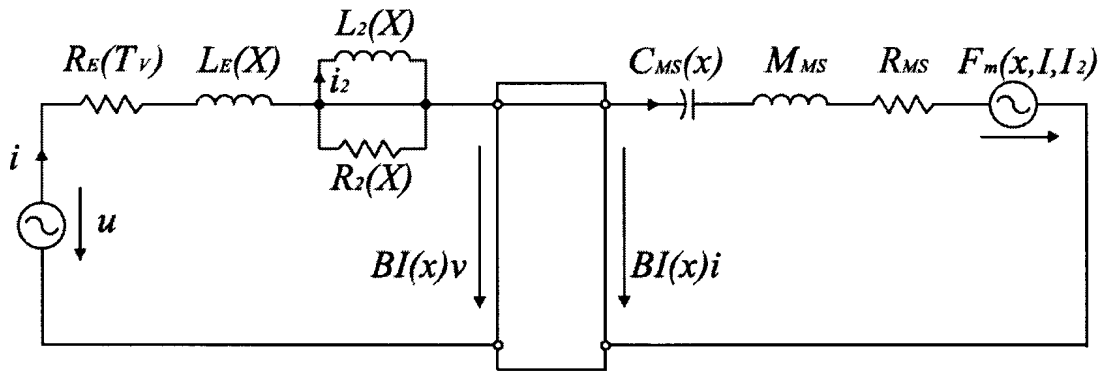 L₂(X)
R_E(T_V) L_E(X) i₂ C_MS(x) M_MS R_MS F_m(x,I,I₂)
i
R₂(X)
u
BI(x)v BI(x)i